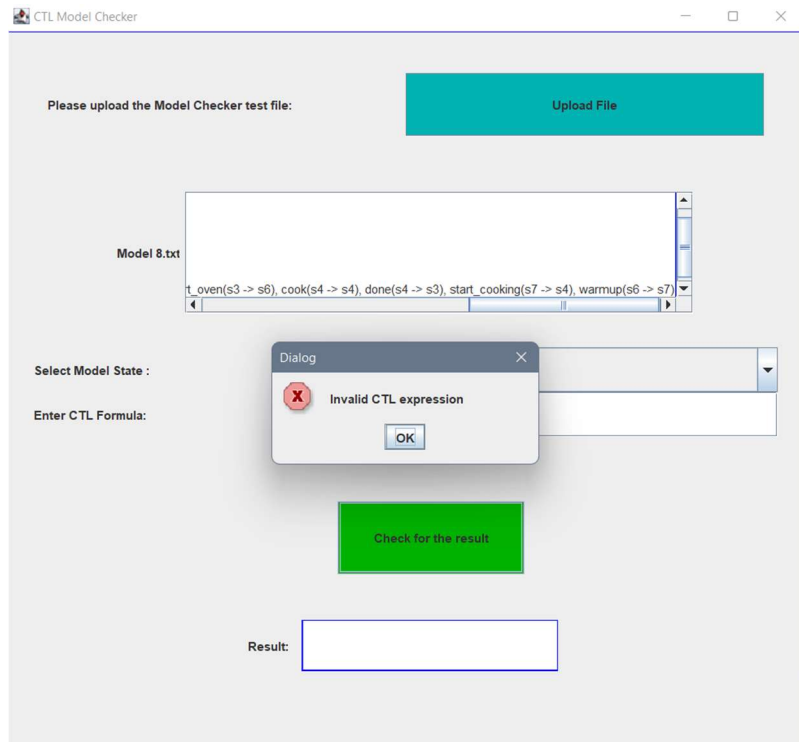 CTL Model Checker
Please upload the Model Checker test file:
Upload File
Model 8.txt
t_oven(s3 -> s6), cook(s4 -> s4), done(s4 -> s3), start_cooking(s7 -> s4), warmup(s6 -> s7)
Select Model State :
Dialog
Invalid CTL expression
OK
Enter CTL Formula:
Check for the result
Result: